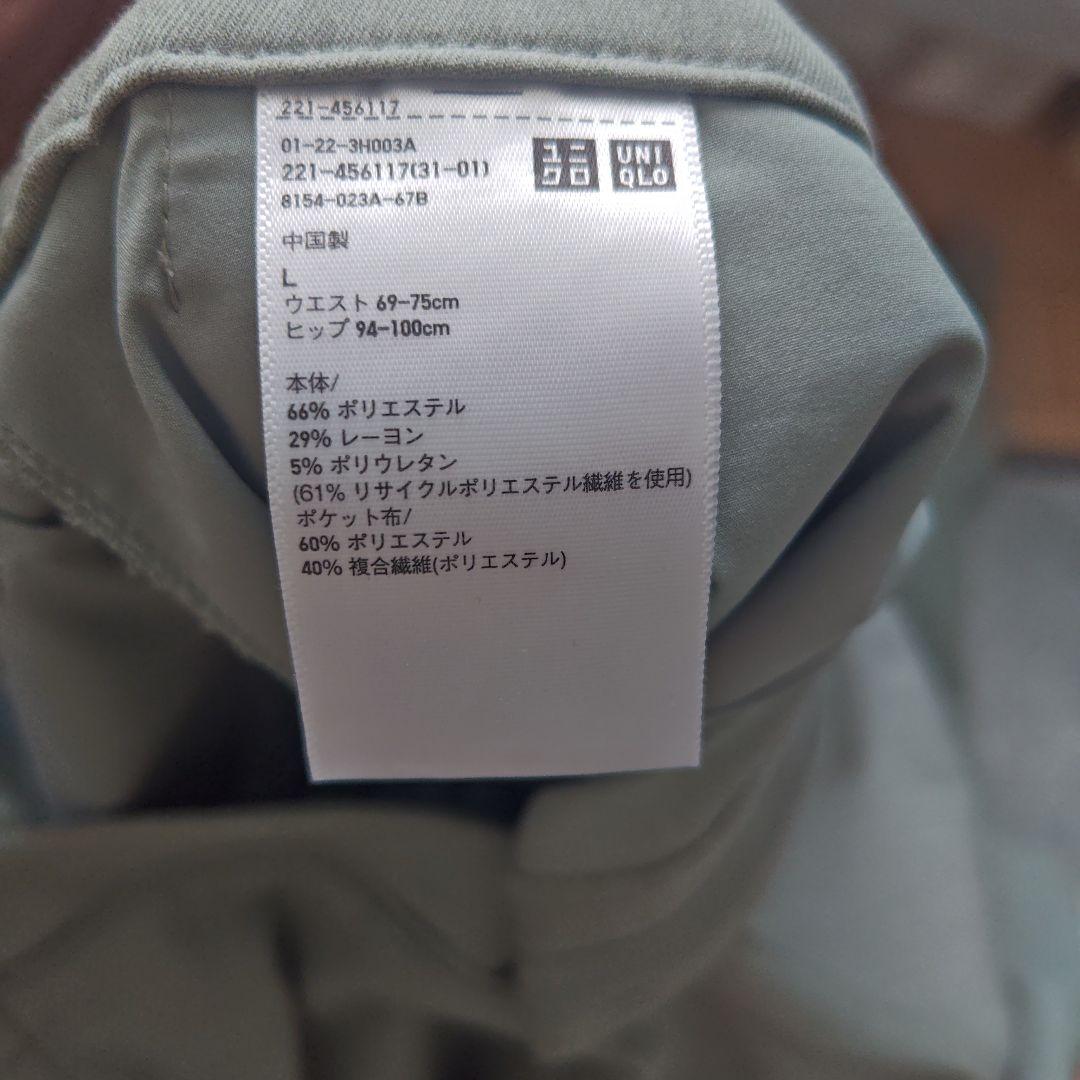 221-456117
01-22-3H003A
221-456117(31-01)
8154-023A-67B
ユニクロ
UNIQLO
中国製
L
ウエスト 69-75cm
ヒップ 94-100cm
本体/
66% ポリエステル
29% レーヨン
5% ポリウレタン
(61% リサイクルポリエステル繊維を使用)
ポケット布/
60% ポリエステル
40% 複合繊維(ポリエステル)